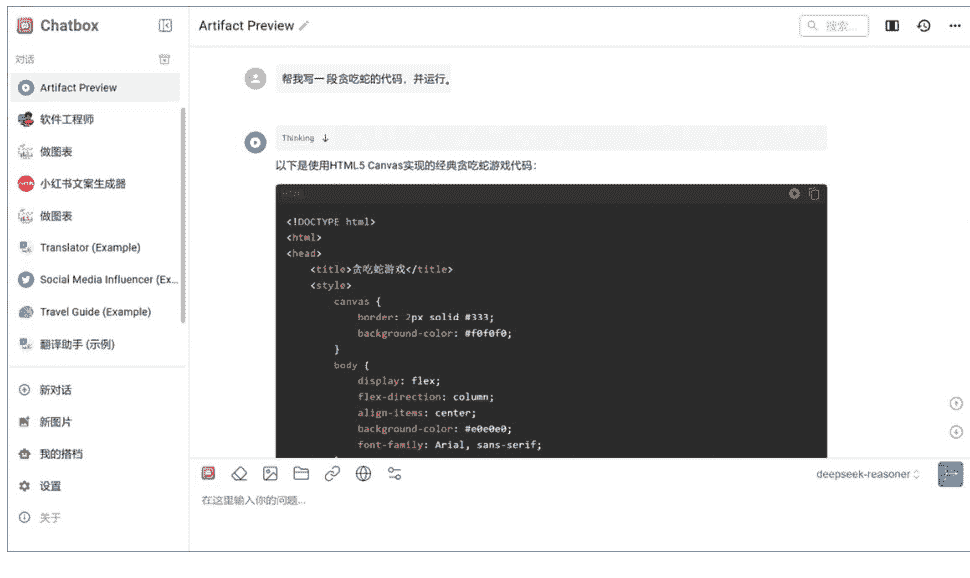 Chatbox
对话
Artifact Preview
软件工程师
做图表
小红书文案生成器
做图表
Translator (Example)
Social Media Influencer (Ex...
Travel Guide (Example)
翻译助手 (示例)
新对话
新图片
我的搭档
设置
关于
Artifact Preview
搜索...
帮我写一段贪吃蛇的代码，并运行。
Thinking ↓
以下是使用HTML5 Canvas实现的经典贪吃蛇游戏代码：
HTML
<!DOCTYPE html>
<html>
<head>
<title>贪吃蛇游戏</title>
<style>
canvas {
border: 2px solid #333;
background-color: #f0f0f0;
}
body {
display: flex;
flex-direction: column;
align-items: center;
background-color: #e0e0e0;
font-family: Arial, sans-serif;
deepseek-reasoner
在这里输入你的问题...